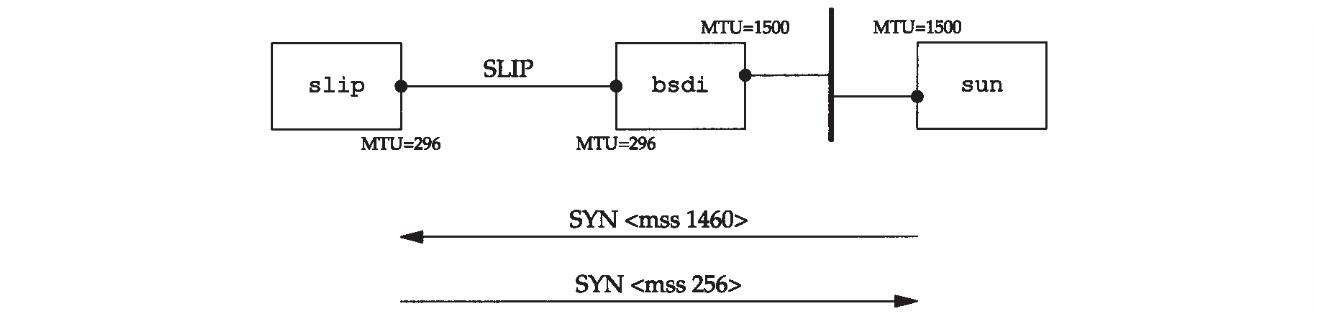 MTU=1500
MTU=1500
slip
SLIP
bsdi
sun
MTU=296
MTU=296
SYN <mss 1460>
SYN <mss 256>